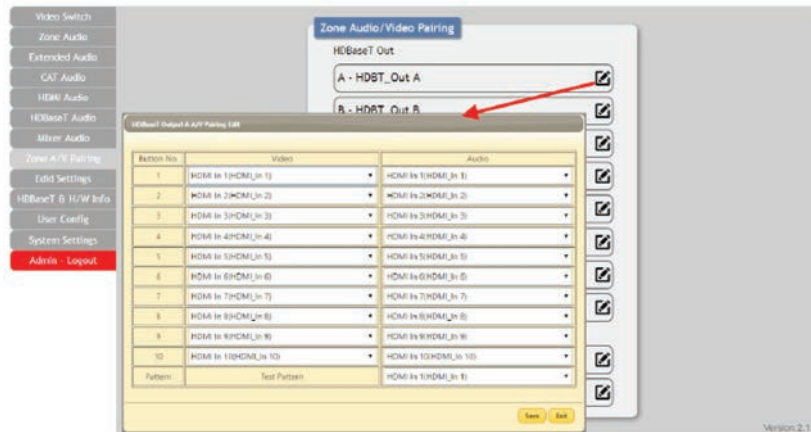 Video Switch
Zone Audio
Extended Audio
CAT Audio
HDMI Audio
HDBaseT Audio
Mixer Audio
Zone A/V Pairing
Edid Settings
HDBaseT & H/W Info
User Config
System Settings
Admin - Logout
Zone Audio/Video Pairing
HDBaseT Out
A - HDBT_Out A
B - HDBT_Out B
HDBaseT Output A A/V Pairing Edit
Button No. Video Audio
1 HDMI In 1(HDMI_In 1) HDMI In 1(HDMI_In 1)
2 HDMI In 2(HDMI_In 2) HDMI In 2(HDMI_In 2)
3 HDMI In 3(HDMI_In 3) HDMI In 3(HDMI_In 3)
4 HDMI In 4(HDMI_In 4) HDMI In 4(HDMI_In 4)
5 HDMI In 5(HDMI_In 5) HDMI In 5(HDMI_In 5)
6 HDMI In 6(HDMI_In 6) HDMI In 6(HDMI_In 6)
7 HDMI In 7(HDMI_In 7) HDMI In 7(HDMI_In 7)
8 HDMI In 8(HDMI_In 8) HDMI In 8(HDMI_In 8)
9 HDMI In 9(HDMI_In 9) HDMI In 9(HDMI_In 9)
10 HDMI In 10(HDMI_In 10) HDMI In 10(HDMI_In 10)
Pattern Test Pattern HDMI In 1(HDMI_In 1)
Save Exit
Version 2.1